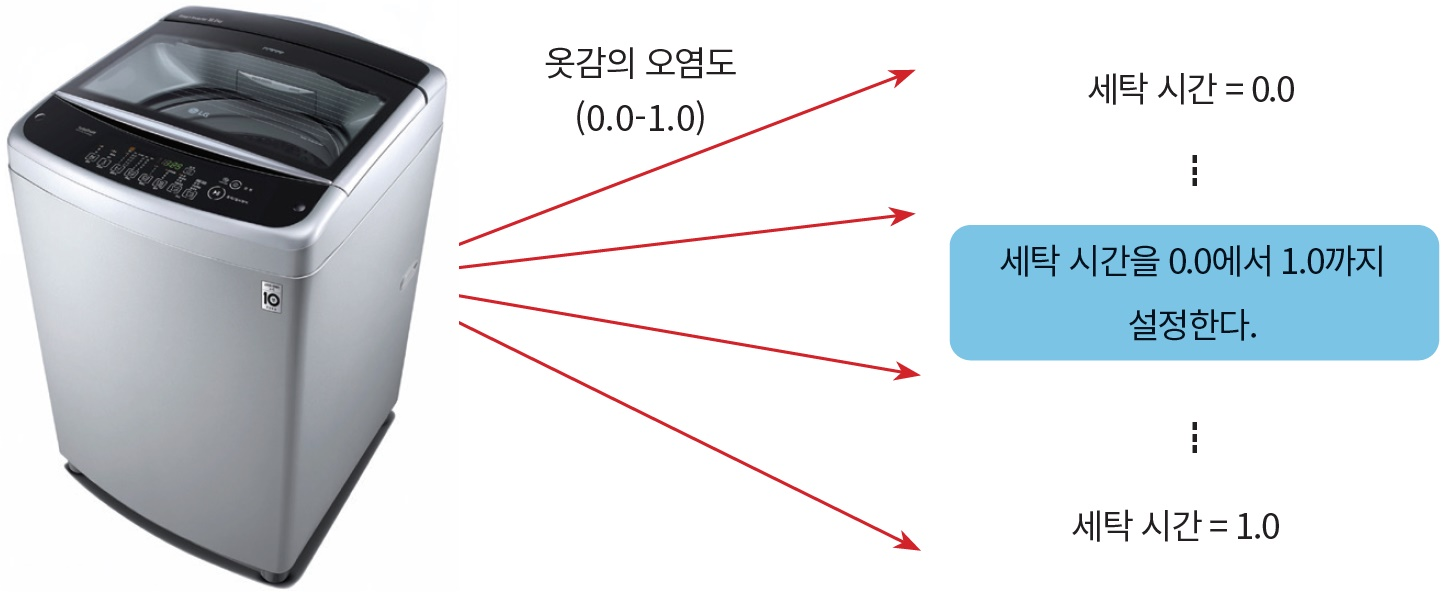 옷감의 오염도
(0.0-1.0)
세탁 시간 = 0.0
세탁 시간을 0.0에서 1.0까지
설정한다.
세탁 시간 = 1.0
LG
10